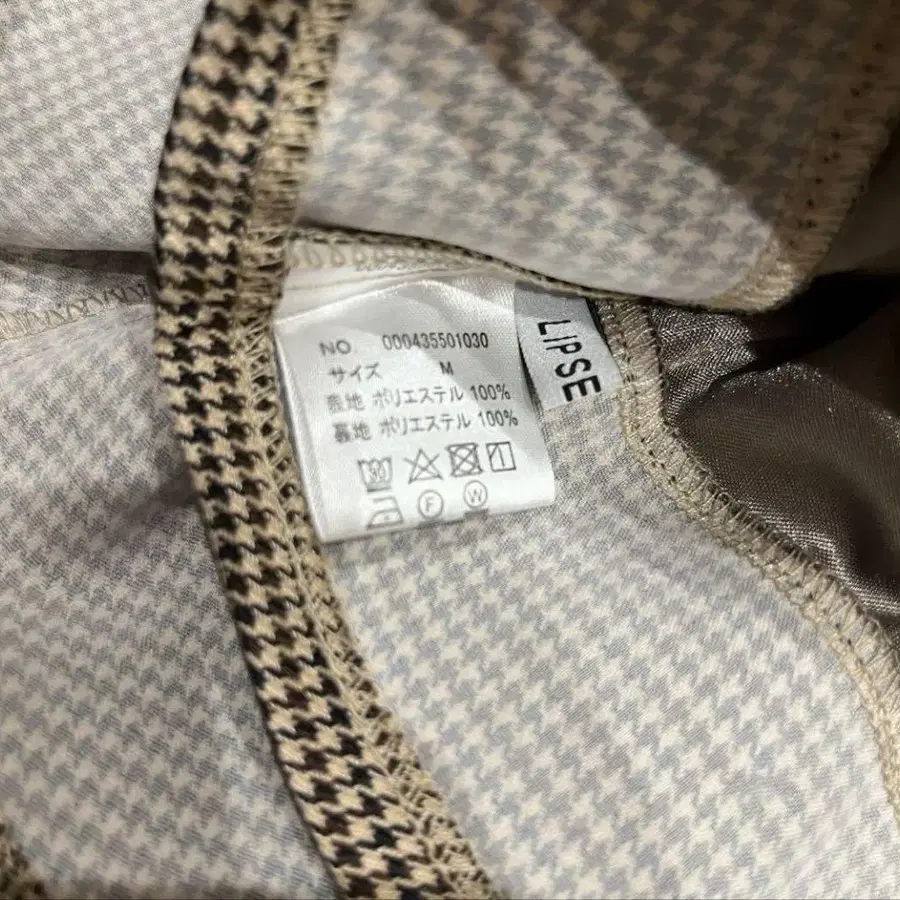 NO. 000435501030
サイズ M
表地 ポリエステル 100%
裏地 ポリエステル 100%
30
F W
LIPSE